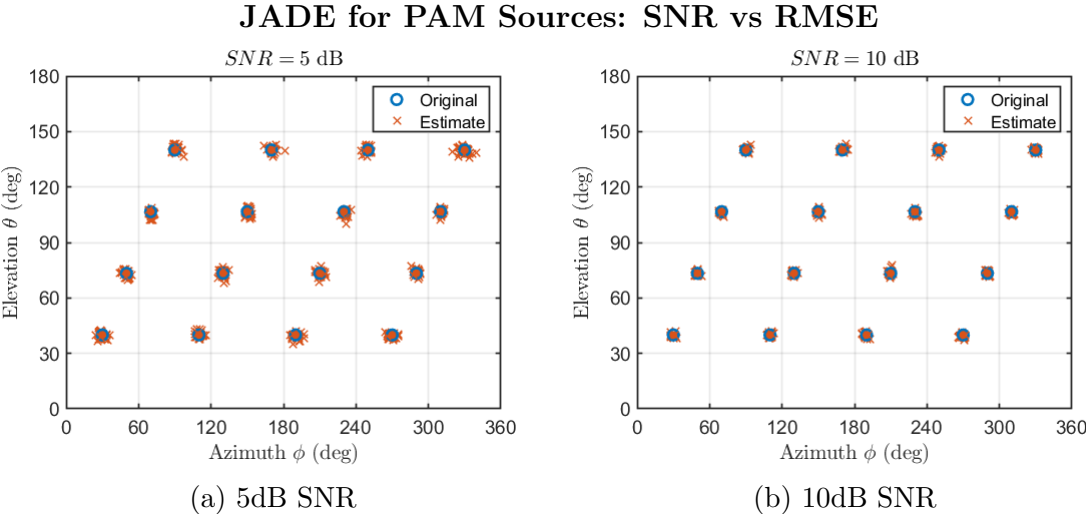 JADE for PAM Sources: SNR vs RMSE
SNR = 5 dB
180
150
120
90
60
30
0
0 60 120 180 240 300 360
Elevation θ (deg)
Azimuth ϕ (deg)
Original
Estimate
(a) 5dB SNR
SNR = 10 dB
180
150
120
90
60
30
0
0 60 120 180 240 300 360
Elevation θ (deg)
Azimuth ϕ (deg)
Original
Estimate
(b) 10dB SNR